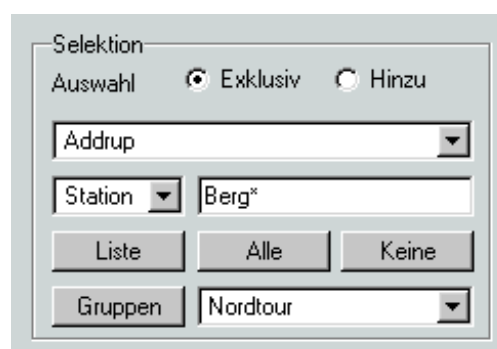 Selektion
Auswahl Exklusiv Hinzu
Addrup
Station Berg*
Liste Alle Keine
Gruppen Nordtour